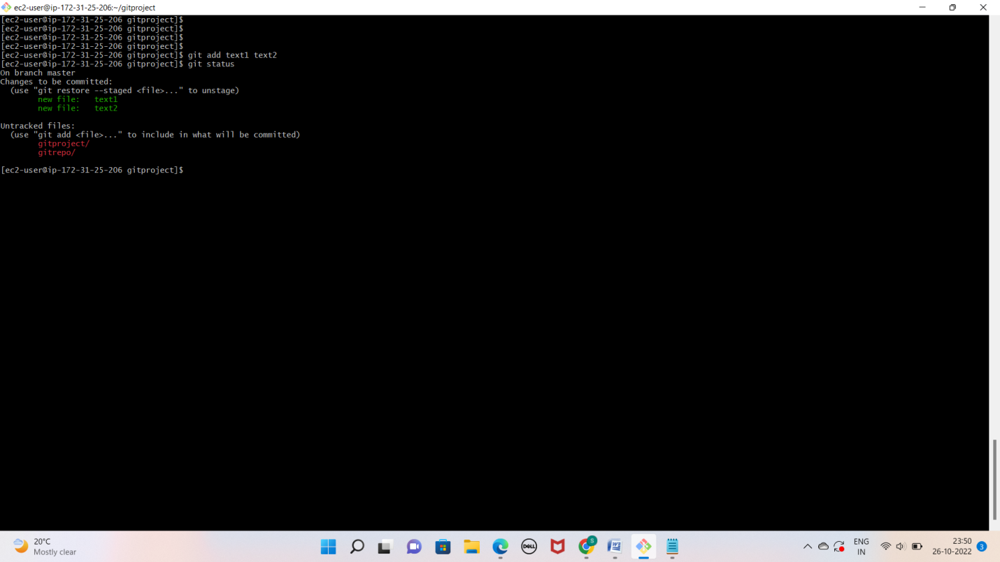 ec2-user@ip-172-31-25-206:~/gitproject
[ec2-user@ip-172-31-25-206 gitproject]$
[ec2-user@ip-172-31-25-206 gitproject]$
[ec2-user@ip-172-31-25-206 gitproject]$
[ec2-user@ip-172-31-25-206 gitproject]$
[ec2-user@ip-172-31-25-206 gitproject]$ git add text1 text2
[ec2-user@ip-172-31-25-206 gitproject]$ git status
On branch master
Changes to be committed:
  (use "git restore --staged <file>..." to unstage)
        new file:   text1
        new file:   text2

Untracked files:
  (use "git add <file>..." to include in what will be committed)
        gitproject/
        gitrepo/

[ec2-user@ip-172-31-25-206 gitproject]$
20°C
Mostly clear
DELL
S
W
ENG
IN
23:50
26-10-2022
3